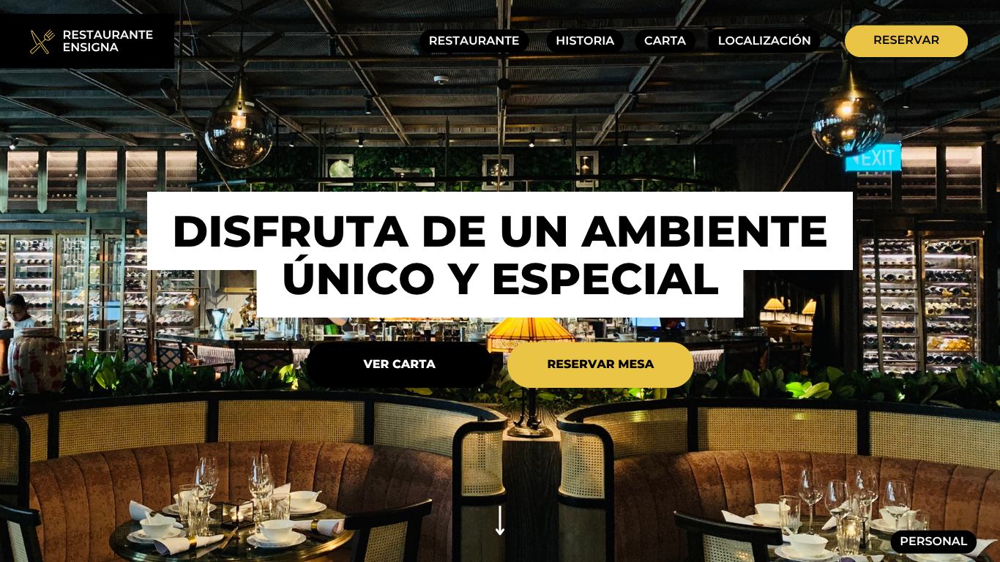 RESTAURANTE
ENSIGNA
RESTAURANTE
HISTORIA
CARTA
LOCALIZACIÓN
RESERVAR
EXIT
DISFRUTA DE UN AMBIENTE
ÚNICO Y ESPECIAL
VER CARTA
RESERVAR MESA
PERSONAL